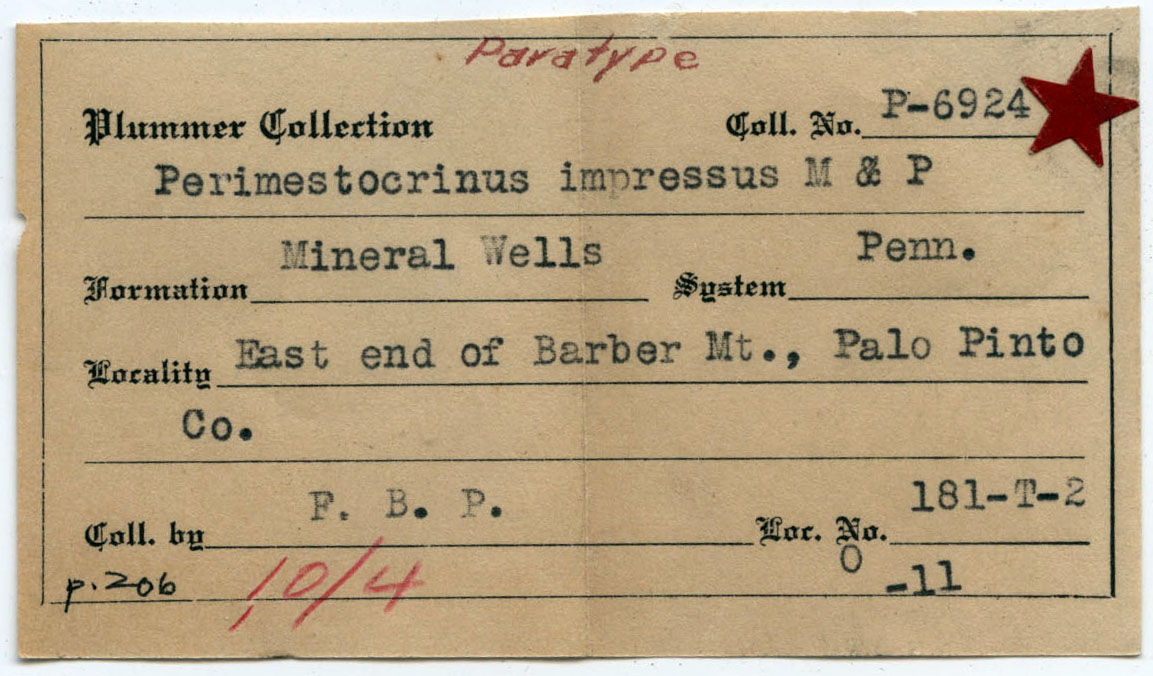 Paratype
Plummer Collection Coll. No. P-6924
Perimestocrinus impressus M & P
Formation Mineral Wells System Penn.
Locality East end of Barber Mt., Palo Pinto
Co.
Coll. by F. B. P. Loc. No. 181-T-2
O -11
p.206 10/4